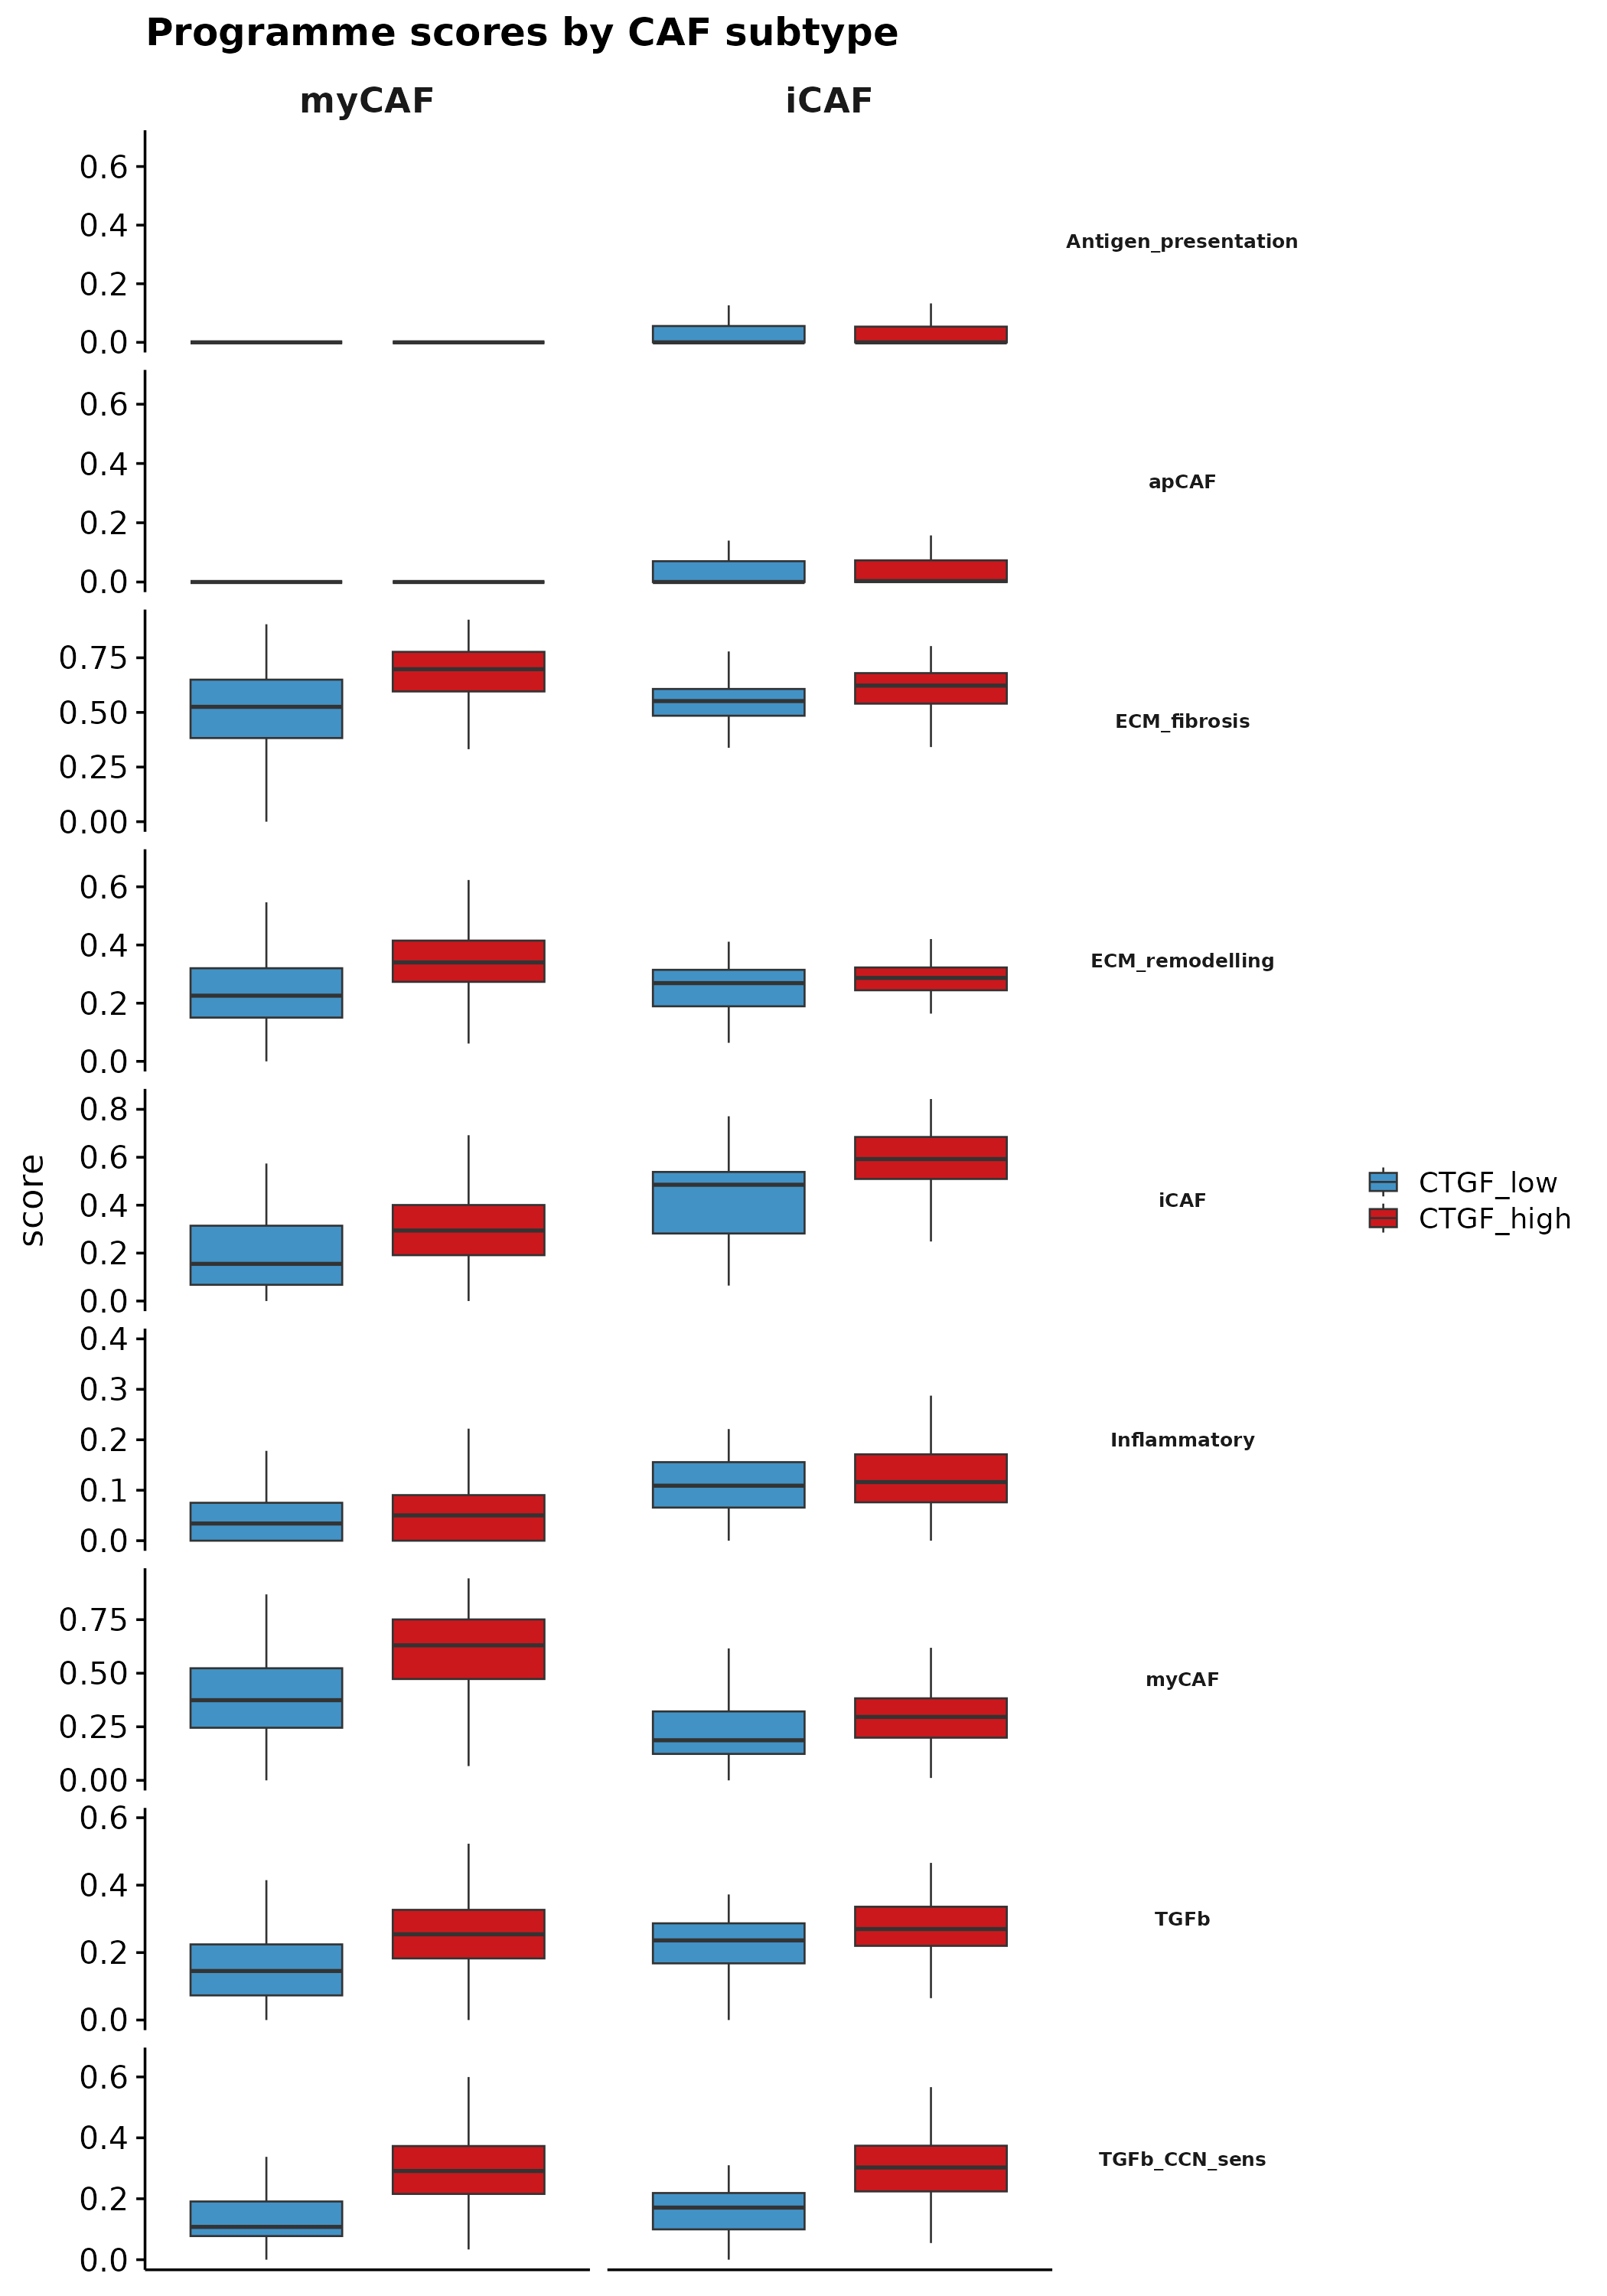 Programme scores by CAF subtype
myCAF
iCAF
0.6
0.4
0.2
0.0
Antigen_presentation
0.6
0.4
0.2
0.0
apCAF
0.75
0.50
0.25
0.00
ECM_fibrosis
0.6
0.4
0.2
0.0
ECM_remodelling
score
0.8
0.6
0.4
0.2
0.0
iCAF
CTGF_low
CTGF_high
0.4
0.3
0.2
0.1
0.0
Inflammatory
0.75
0.50
0.25
0.00
myCAF
0.6
0.4
0.2
0.0
TGFb
0.6
0.4
0.2
0.0
TGFb_CCN_sens